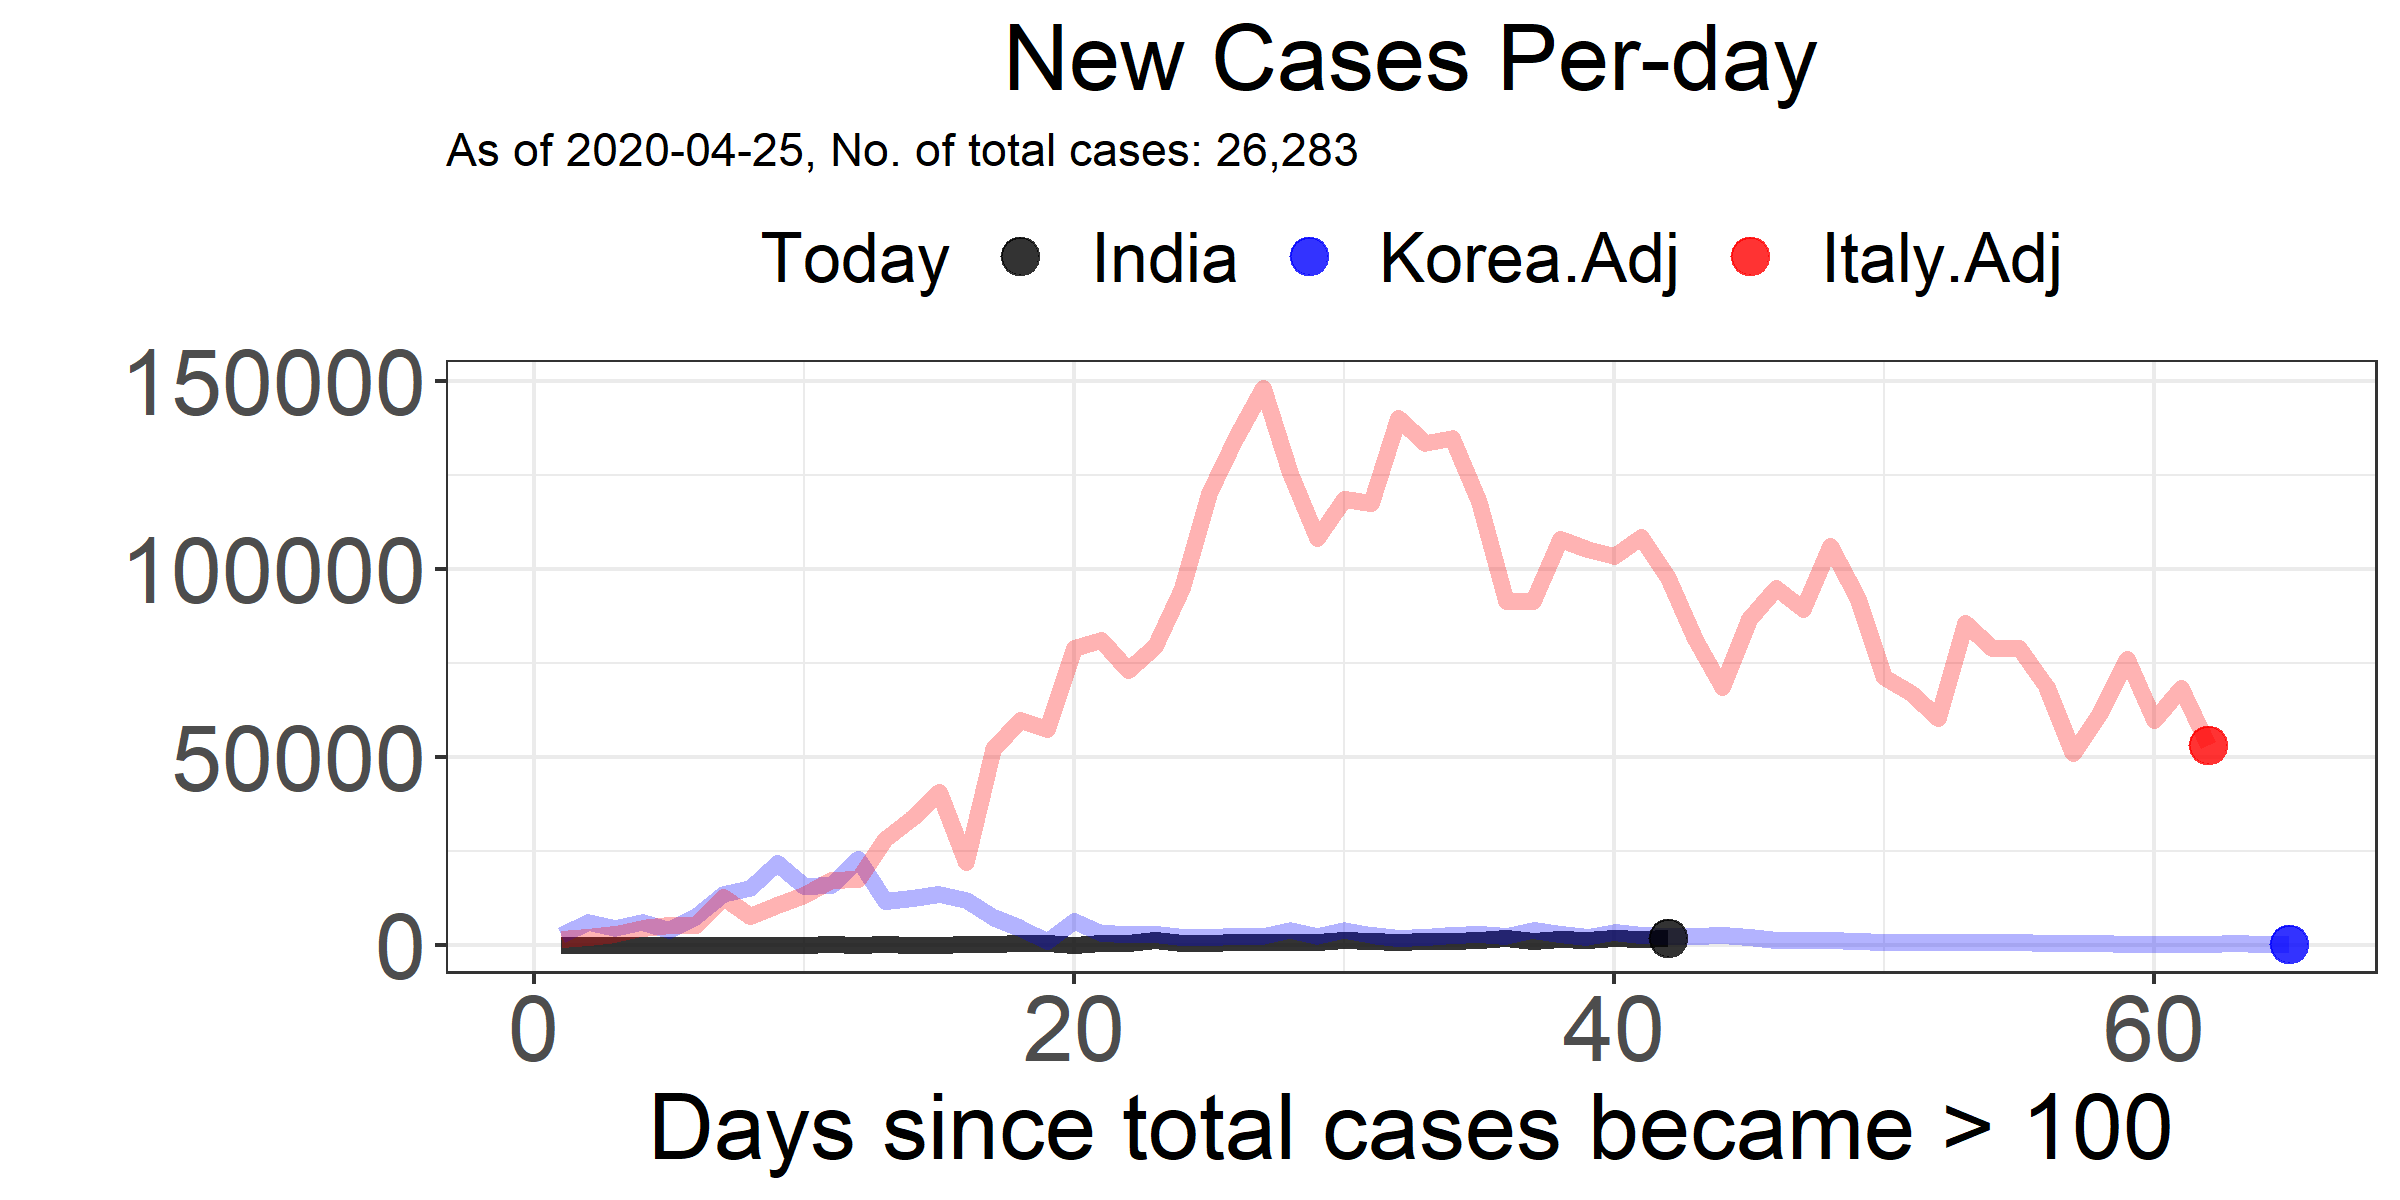 New Cases Per-day
As of 2020-04-25, No. of total cases: 26,283
Today India Korea.Adj Italy.Adj
150000
100000
50000
0
0 20 40 60
Days since total cases became > 100